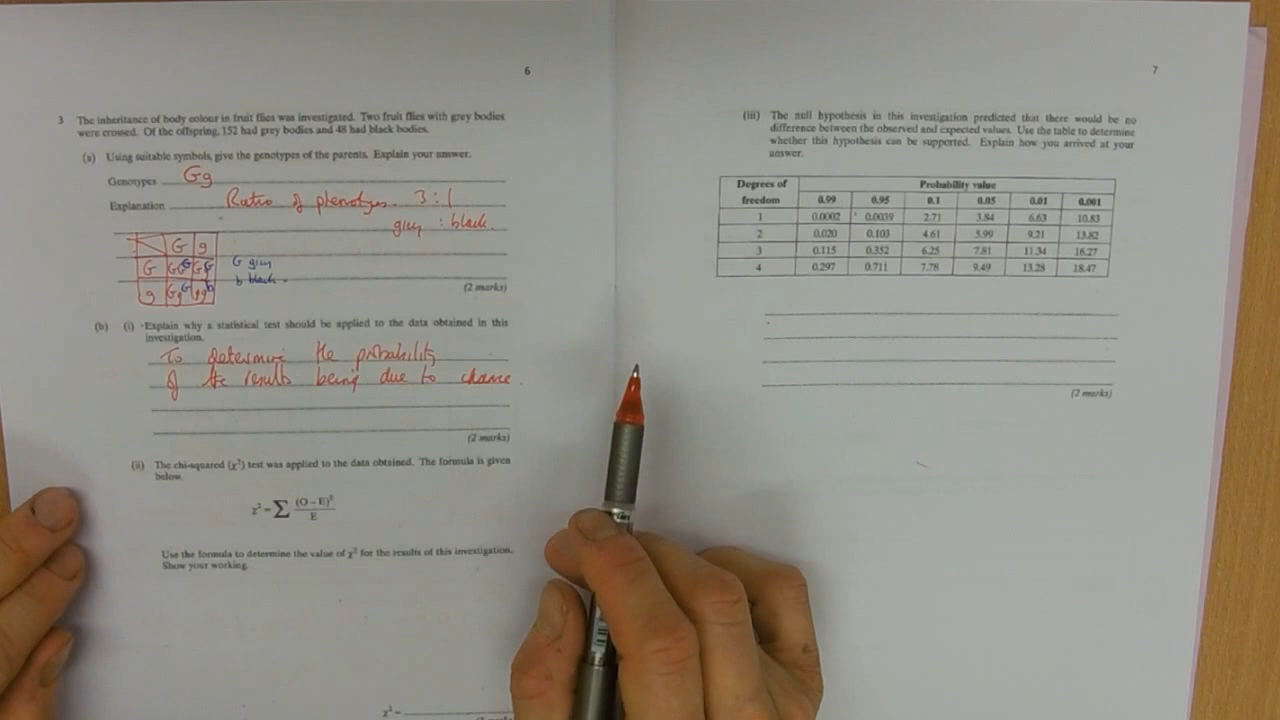 6
3 The inheritance of body colour in fruit flies was investigated. Two fruit flies with grey bodies
were crossed. Of the offspring, 152 had grey bodies and 48 had black bodies.
(a) Using suitable symbols, give the genotypes of the parents. Explain your answer.
Genotypes Gg
Explanation Ratio of phenotypes. 3:1
grey : black.
G g
G GG Gg
g Gg gg
G grey
b black.
(2 marks)
(b) (i) Explain why a statistical test should be applied to the data obtained in this
investigation.
To determine the probability
of the results being due to chance.
(2 marks)
(ii) The chi-squared (χ²) test was applied to the data obtained. The formula is given
below.
χ² = ∑ (O – E)²
E
Use the formula to determine the value of χ² for the results of this investigation.
Show your working.
χ² =
7
(iii) The null hypothesis in this investigation predicted that there would be no
difference between the observed and expected values. Use the table to determine
whether this hypothesis can be supported. Explain how you arrived at your
answer.
Degrees of freedom Probability value
0.99 0.95 0.1 0.05 0.01 0.001
1 0.0002 0.0039 2.71 3.84 6.63 10.83
2 0.020 0.103 4.61 5.99 9.21 13.82
3 0.115 0.352 6.25 7.81 11.34 16.27
4 0.297 0.711 7.78 9.49 13.28 18.47
(2 marks)